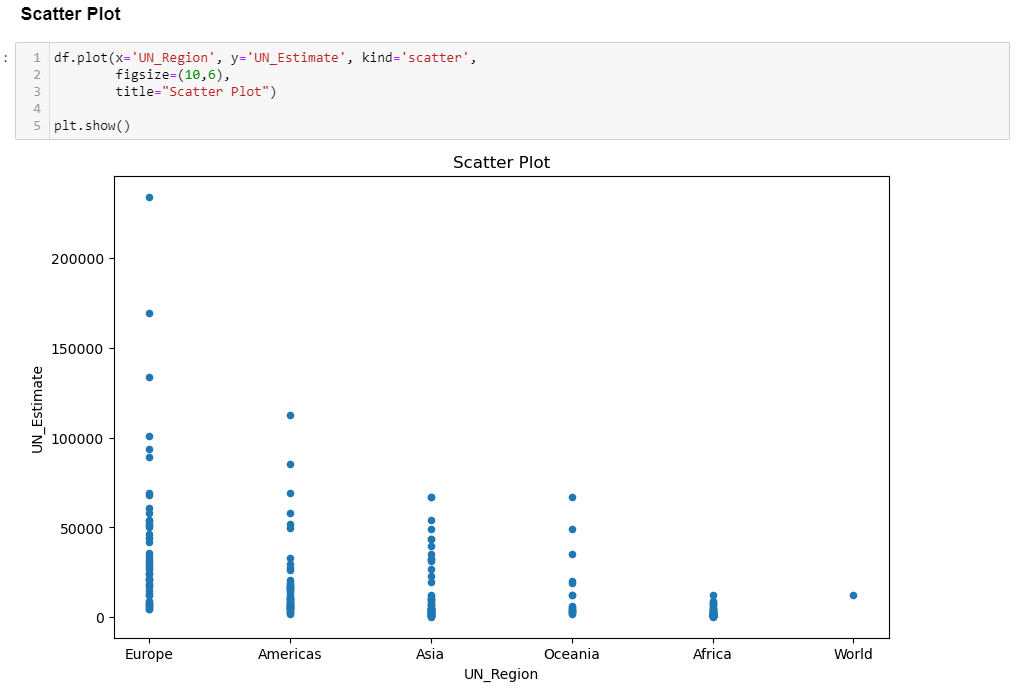 Scatter Plot
:
1 df.plot(x='UN_Region', y='UN_Estimate', kind='scatter',
2 figsize=(10,6),
3 title="Scatter Plot")
4
5 plt.show()
Scatter Plot
200000
150000
100000
50000
0
UN_Estimate
Europe Americas Asia Oceania Africa World
UN_Region